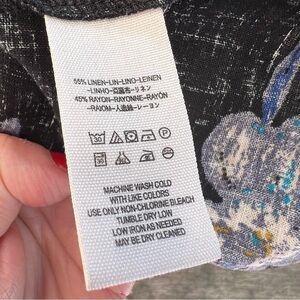 55% LINEN-LIN-LINO-LEINEN
-LINHO-亞麻布-リネン
45% RAYON-RAYONNE-RAYÓN
-RAIOM-人造絲-レーヨン
MACHINE WASH COLD
WITH LIKE COLORS
USE ONLY NON-CHLORINE BLEACH
TUMBLE DRY LOW
LOW IRON AS NEEDED
MAY BE DRY CLEANED